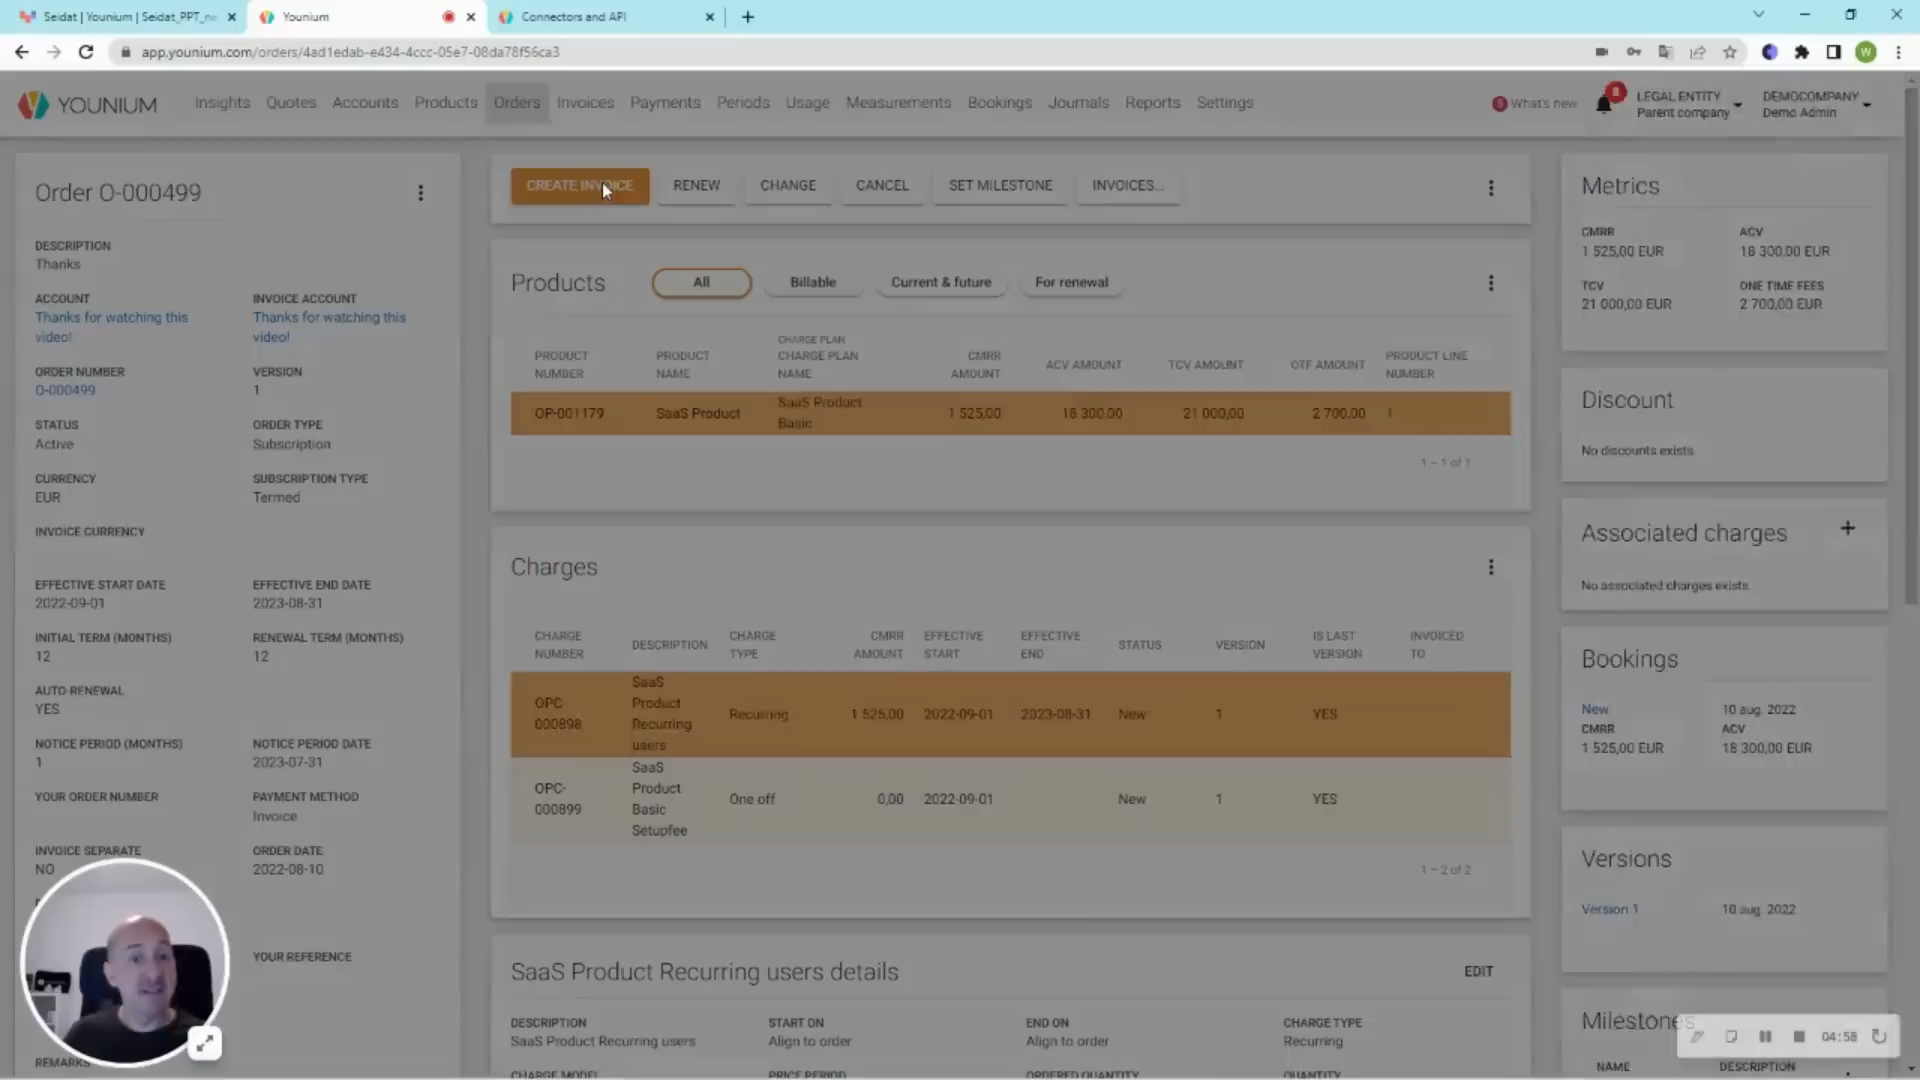 Seidat | Younium | Seidat_PPT_ne
Younium
Connectors and API
app.younium.com/orders/4ad1edab-e434-4ccc-05e7-08da78f56ca3
W
YOUNIUM
Insights Quotes Accounts Products Orders Invoices Payments Periods Usage Measurements Bookings Journals Reports Settings
5 What's new
8
LEGAL ENTITY
Parent company
DEMOCOMPANY
Demo Admin
Order O-000499
DESCRIPTION
Thanks
ACCOUNT
Thanks for watching this
video!
INVOICE ACCOUNT
Thanks for watching this
video!
ORDER NUMBER
O-000499
VERSION
1
STATUS
Active
ORDER TYPE
Subscription
CURRENCY
EUR
SUBSCRIPTION TYPE
Termed
INVOICE CURRENCY
EFFECTIVE START DATE
2022-09-01
EFFECTIVE END DATE
2023-08-31
INITIAL TERM (MONTHS)
12
RENEWAL TERM (MONTHS)
12
AUTO-RENEWAL
YES
NOTICE PERIOD (MONTHS)
1
NOTICE PERIOD DATE
2023-07-31
YOUR ORDER NUMBER
PAYMENT METHOD
Invoice
INVOICE SEPARATE
NO
ORDER DATE
2022-08-10
YOUR REFERENCE
REMARKS
CREATE INVOICE RENEW CHANGE CANCEL SET MILESTONE INVOICES...
Products All Billable Current & future For renewal
PRODUCT
NUMBER
PRODUCT
NAME
CHARGE PLAN
CHARGE PLAN
NAME
CMRR
AMOUNT
ACV AMOUNT
TCV AMOUNT
OTF AMOUNT
PRODUCT LINE
NUMBER
OP-001179 SaaS Product
SaaS Product
Basic
1 525,00 18 300,00 21 000,00 2 700,00 1
1 – 1 of 1
Charges
CHARGE
NUMBER
DESCRIPTION
CHARGE
TYPE
CMRR
AMOUNT
EFFECTIVE
START
EFFECTIVE
END
STATUS
VERSION
IS LAST
VERSION
INVOICED
TO
OPC-
000898
SaaS
Product
Recurring
users
Recurring 1 525,00 2022-09-01 2023-08-31 New 1 YES
OPC-
000899
SaaS
Product
Basic
Setupfee
One off 0,00 2022-09-01 New 1 YES
1 – 2 of 2
SaaS Product Recurring users details EDIT
DESCRIPTION
SaaS Product Recurring users
START ON
Align to order
END ON
Align to order
CHARGE TYPE
Recurring
CHARGE MODEL PRICE PERIOD ORDERED QUANTITY QUANTITY
Metrics
CMRR
1 525,00 EUR
ACV
18 300,00 EUR
TCV
21 000,00 EUR
ONE TIME FEES
2 700,00 EUR
Discount
No discounts exists.
Associated charges
No associated charges exists.
Bookings
New 10 aug. 2022
CMRR
1 525,00 EUR
ACV
18 300,00 EUR
Versions
Version 1 10 aug. 2022
Milestones
04:58
NAME DESCRIPTION